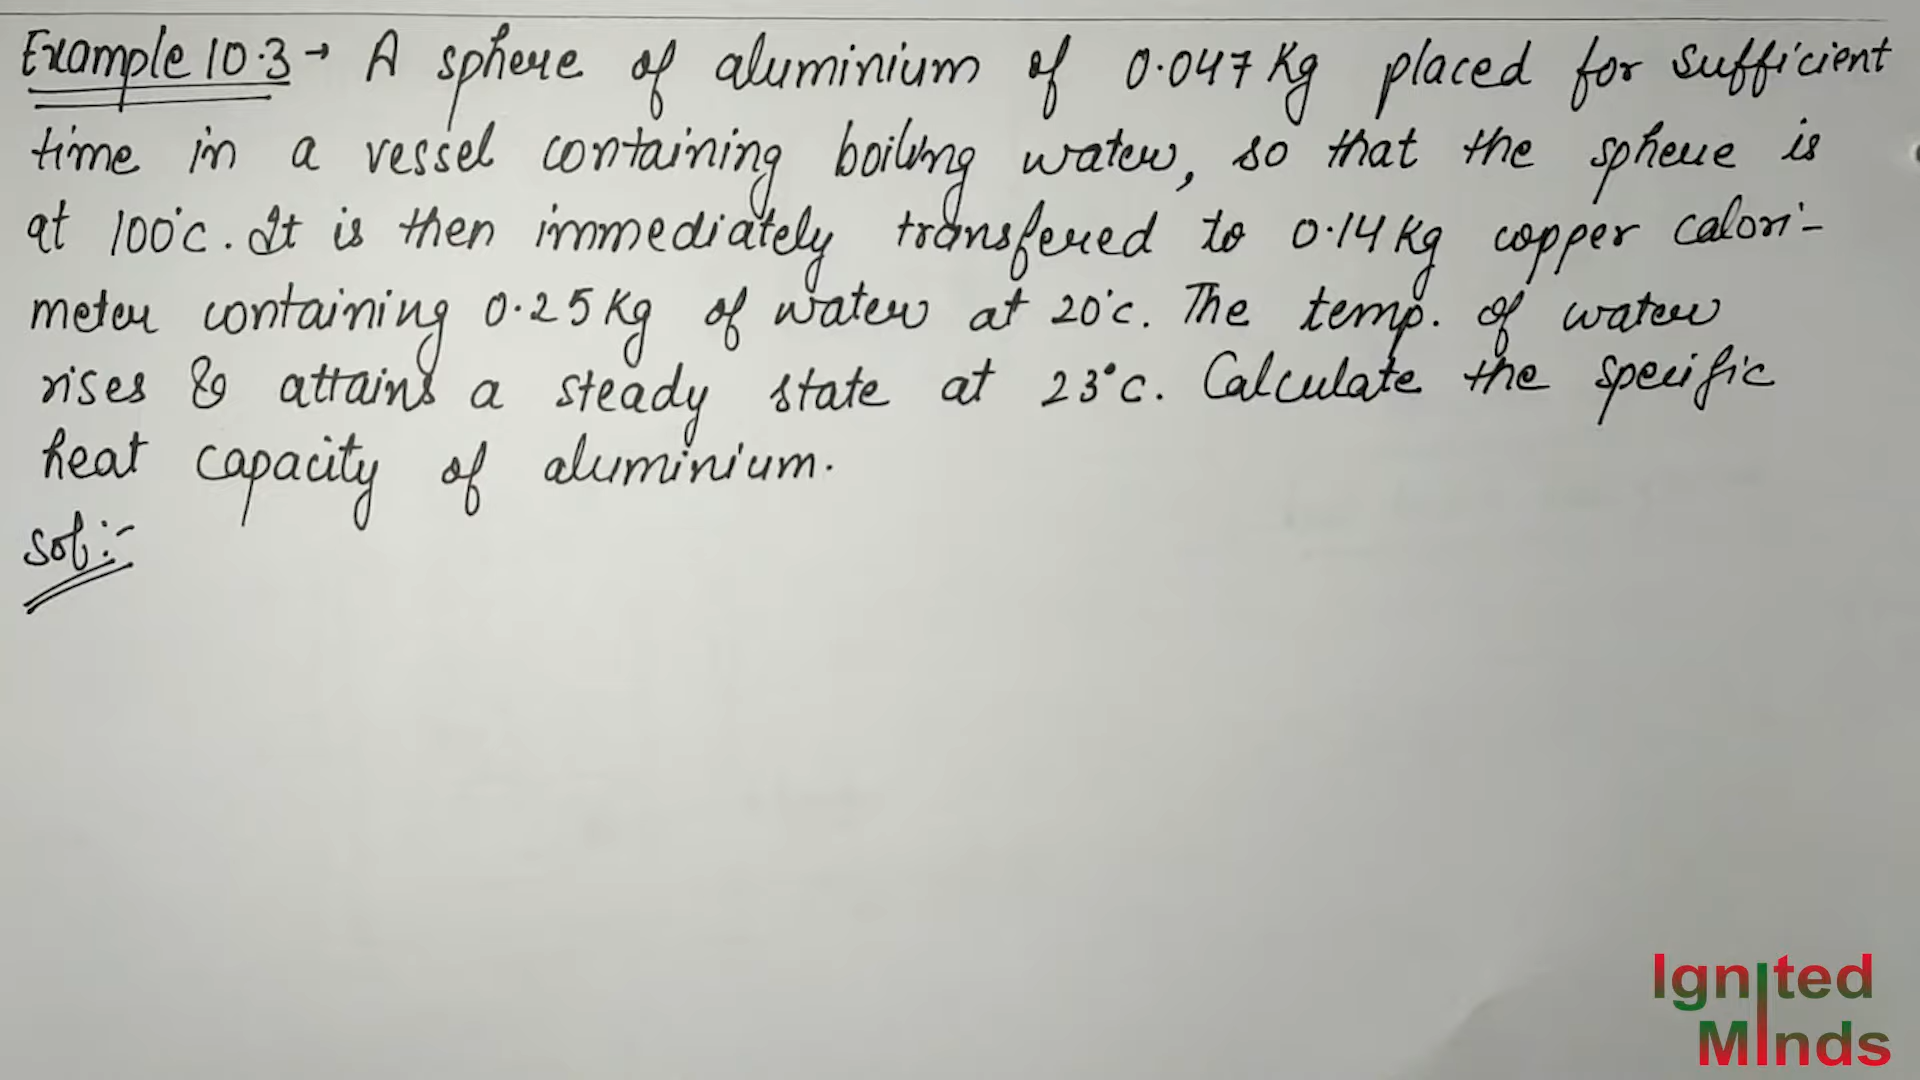 Example 10.3 → A sphere of aluminium of 0.047 Kg placed for sufficient
time in a vessel containing boiling water, so that the sphere is
at 100°c. It is then immediately transfered to 0.14 Kg copper calori-
meter containing 0.25 Kg of water at 20°c. The temp. of water
rises & attains a steady state at 23°c. Calculate the specific
heat capacity of aluminium.
Sol:-
Ignited
Minds